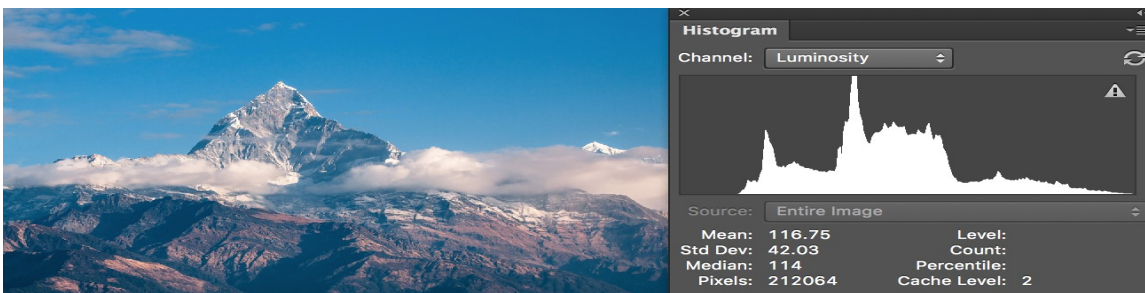 Histogram
Channel: Luminosity
Source: Entire Image
Mean: 116.75 Level:
Std Dev: 42.03 Count:
Median: 114 Percentile:
Pixels: 212064 Cache Level: 2